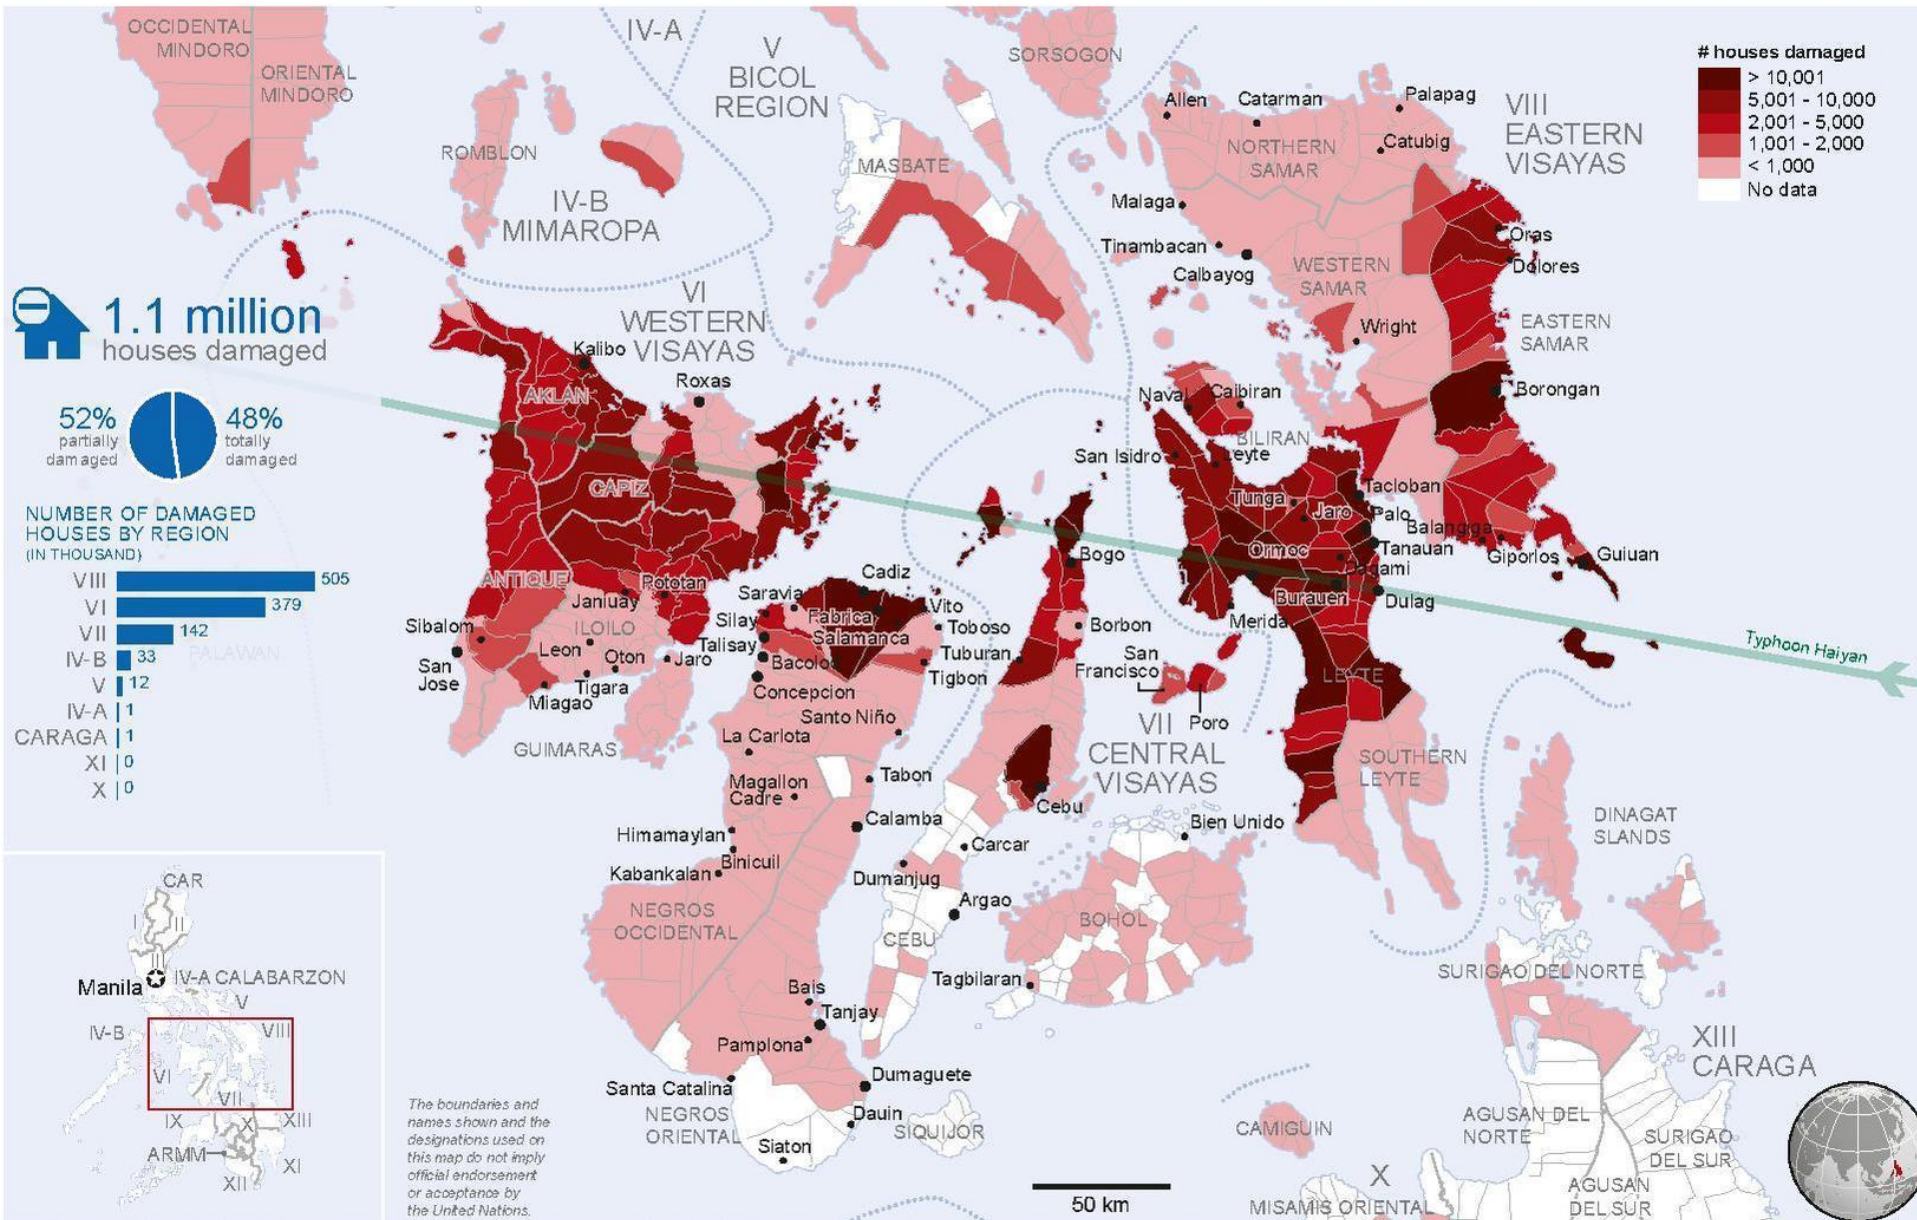 OCCIDENTAL
MINDORO
ORIENTAL
MINDORO
IV-A
V
BICOL
REGION
SORSOGON
# houses damaged
> 10,001
5,001 - 10,000
2,001 - 5,000
1,001 - 2,000
< 1,000
No data
Allen
Catarman
Palapag
Catubig
NORTHERN
SAMAR
VIII
EASTERN
VISAYAS
ROMBLON
MASBATE
IV-B
MIMAROPA
Malaga
Tinambacan
Calbayog
WESTERN
SAMAR
Oras
Dolores
1.1 million
houses damaged
VI
WESTERN
VISAYAS
Wright
EASTERN
SAMAR
Kalibo
Roxas
AKLAN
Naval
Caibiran
Borongan
52%
partially
damaged
48%
totally
damaged
BILIRAN
San Isidro
Leyte
CAPIZ
Tunga
Tacloban
Jaro
Palo
Balangiga
NUMBER OF DAMAGED
HOUSES BY REGION
(IN THOUSAND)
VIII 505
VI 379
VII 142
IV-B 33
V 12
IV-A 1
CARAGA 1
XI 0
X 0
PALAWAN
Bogo
Ormoc
Tanauan
Giporlos
Guiuan
ANTIQUE
Pototan
Cadiz
Burauen
Dulag
Janiuay
Saravia
Vito
Merida
Fabrica
Silay
Toboso
Borbon
Sibalom
ILOILO
Salamanca
Talisay
Tuburan
Leon
Oton
Jaro
Bacolod
San
Francisco
Typhoon Haiyan
San
Jose
Tigara
Tigbon
Miagao
Concepcion
LEYTE
Poro
Santo Niño
VII
CENTRAL
VISAYAS
GUIMARAS
La Carlota
SOUTHERN
LEYTE
Magallon
Cadre
Tabon
Cebu
Calamba
Bien Unido
DINAGAT
SLANDS
Himamaylan
Binicuil
Carcar
Kabankalan
Dumanjug
CAR
I
II
III
Argao
NEGROS
OCCIDENTAL
CEBU
BOHOL
Manila
IV-A CALABARZON
V
Tagbilaran
SURIGAO DEL NORTE
Bais
Tanjay
IV-B
VIII
Pamplona
XIII
CARAGA
VI
VII
Santa Catalina
Dumaguete
IX
X
XIII
The boundaries and
names shown and the
designations used on
this map do not imply
official endorsement
or acceptance by
the United Nations.
NEGROS
ORIENTAL
Dauin
SIQUIJOR
CAMIGUIN
AGUSAN DEL
NORTE
ARMM
XI
XII
Siaton
SURIGAO
DEL SUR
50 km
X
MISAMIS ORIENTAL
AGUSAN
DEL SUR